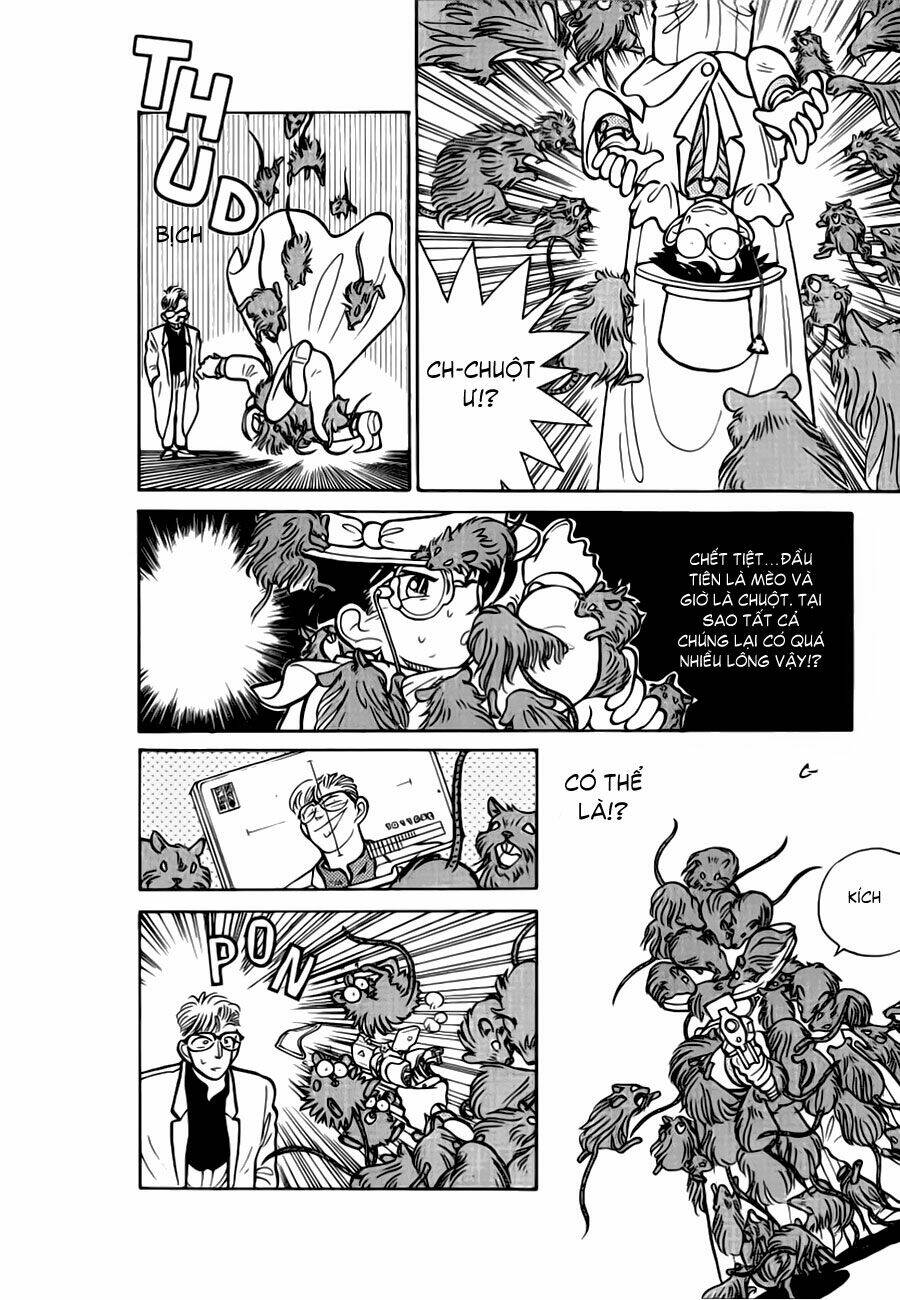 CH-CHUỘT
Ư!?
THUD
BỊCH
CHẾT TIỆT...ĐẦU
TIÊN LÀ MÈO VÀ
GIỜ LÀ CHUỘT. TẠI
SAO TẤT CẢ
CHÚNG LẠI CÓ QUÁ
NHIỀU LÔNG VẬY!?
CÓ THỂ
LÀ!?
KÍCH
PON